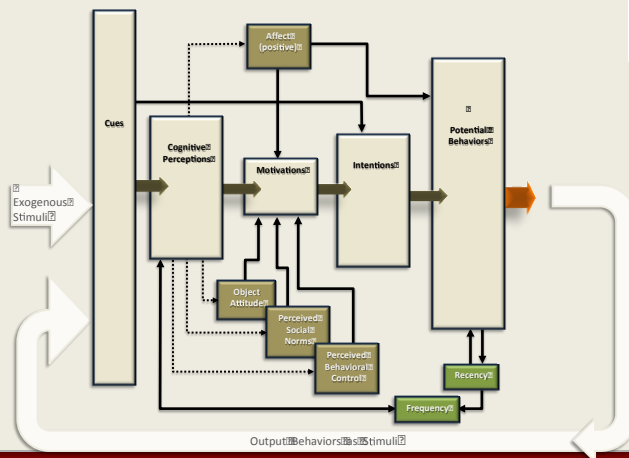 Affect
(positive)
Cues
Cognitive
Perceptions
Motivations
Intentions
Potential
Behaviors
Exogenous
Stimuli
Object
Attitude
Perceived
Social
Norms
Perceived
Behavioral
Control
Recency
Frequency
Output Behaviors as Stimuli